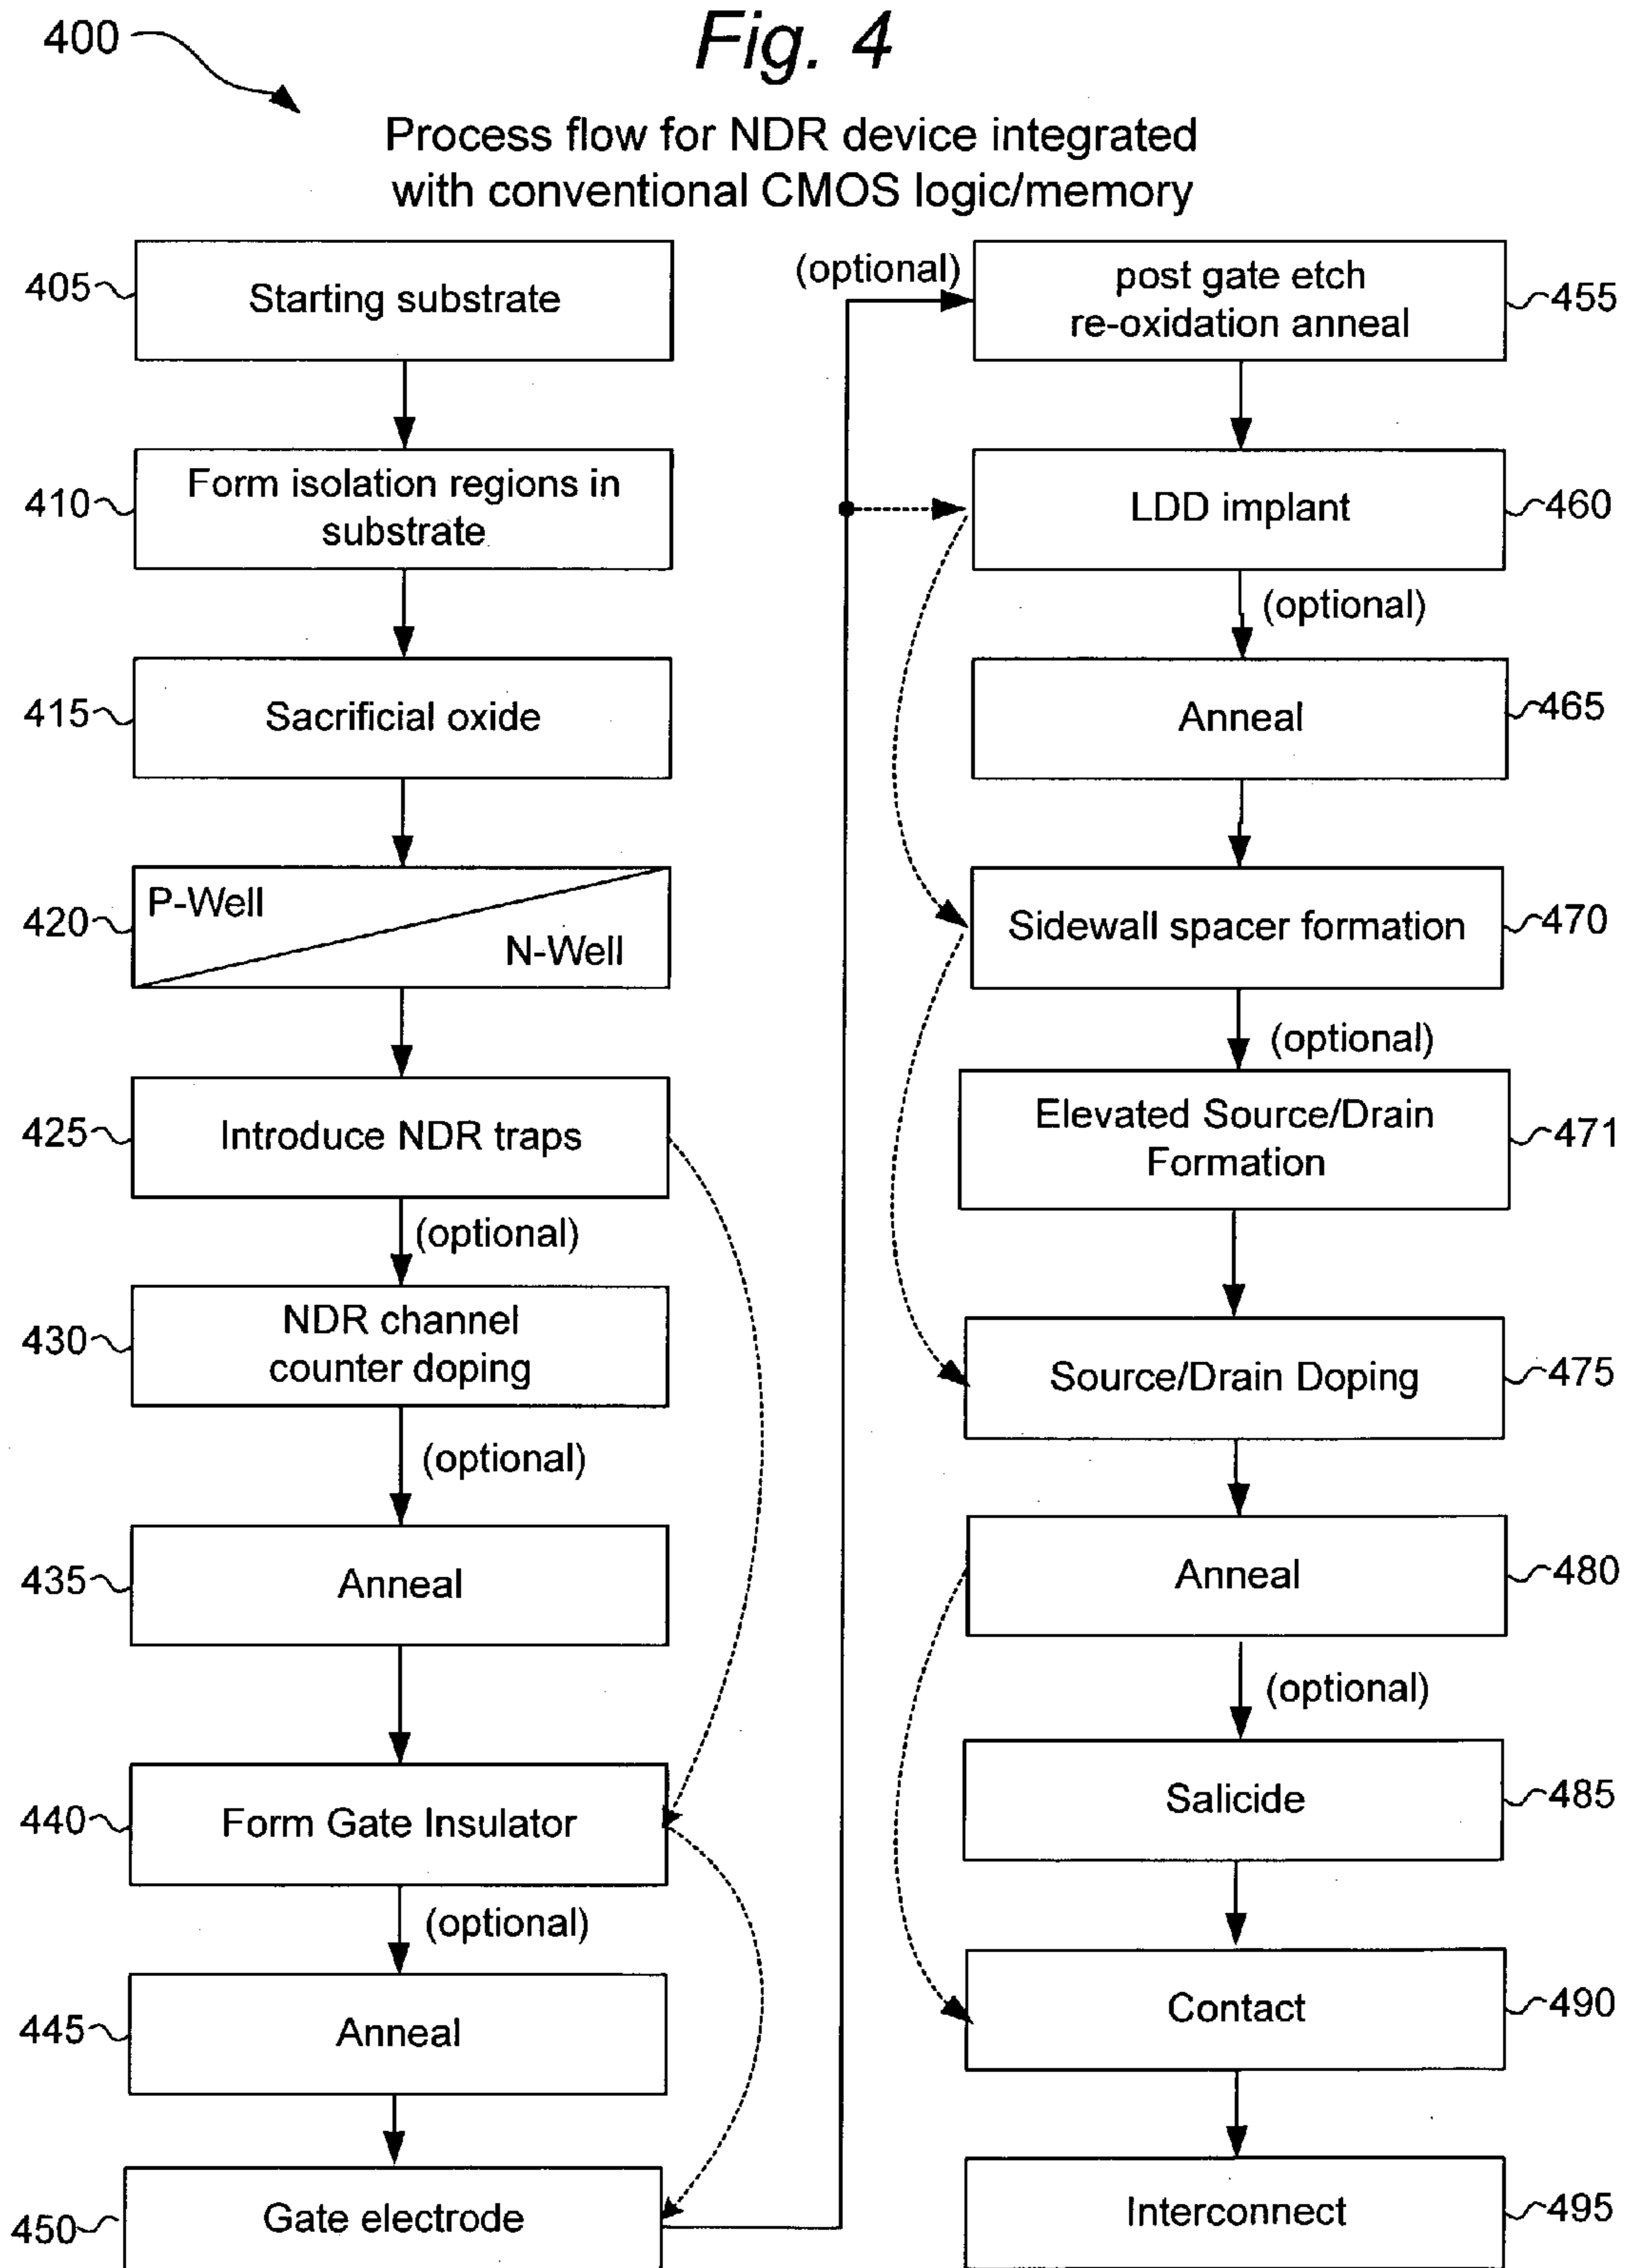 400
Fig. 4
Process flow for NDR device integrated
with conventional CMOS logic/memory
405
Starting substrate
410
Form isolation regions in
substrate
415
Sacrificial oxide
420
P-Well
N-Well
425
Introduce NDR traps
(optional)
430
NDR channel
counter doping
(optional)
435
Anneal
440
Form Gate Insulator
(optional)
445
Anneal
450
Gate electrode
(optional)
post gate etch
re-oxidation anneal
455
LDD implant
460
(optional)
Anneal
465
Sidewall spacer formation
470
(optional)
Elevated Source/Drain
Formation
471
Source/Drain Doping
475
Anneal
480
(optional)
Salicide
485
Contact
490
Interconnect
495